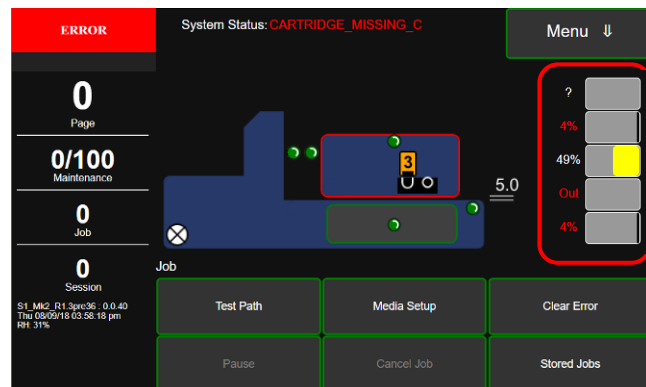 ERROR
System Status: CARTRIDGE_MISSING_C
Menu ⇓
0
Page
0/100
Maintenance
0
Job
0
Session
S1_Mk2_R1.3pre36 : 0.0.40
Thu 08/09/18 03:58:18 pm
RH: 31%
3
5.0
?
4%
49%
Out
4%
Job
Test Path
Media Setup
Clear Error
Pause
Cancel Job
Stored Jobs